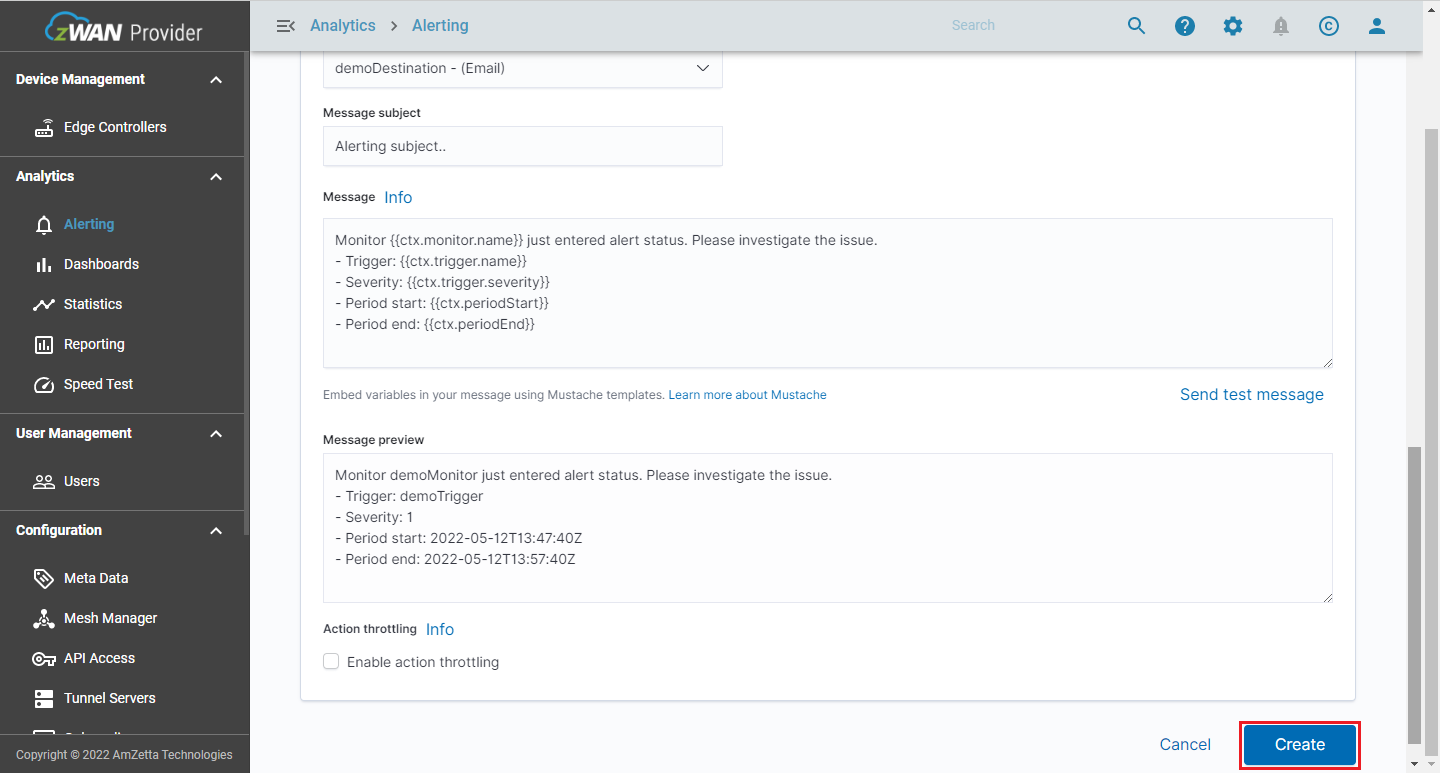 zWAN Provider
Analytics > Alerting
Search
Device Management
Edge Controllers
Analytics
Alerting
Dashboards
Statistics
Reporting
Speed Test
User Management
Users
Configuration
Meta Data
Mesh Manager
API Access
Tunnel Servers
Copyright © 2022 AmZetta Technologies
demoDestination - (Email)
Message subject
Alerting subject..
Message Info
Monitor {{ctx.monitor.name}} just entered alert status. Please investigate the issue.
- Trigger: {{ctx.trigger.name}}
- Severity: {{ctx.trigger.severity}}
- Period start: {{ctx.periodStart}}
- Period end: {{ctx.periodEnd}}
Embed variables in your message using Mustache templates. Learn more about Mustache
Send test message
Message preview
Monitor demoMonitor just entered alert status. Please investigate the issue.
- Trigger: demoTrigger
- Severity: 1
- Period start: 2022-05-12T13:47:40Z
- Period end: 2022-05-12T13:57:40Z
Action throttling Info
Enable action throttling
Cancel
Create